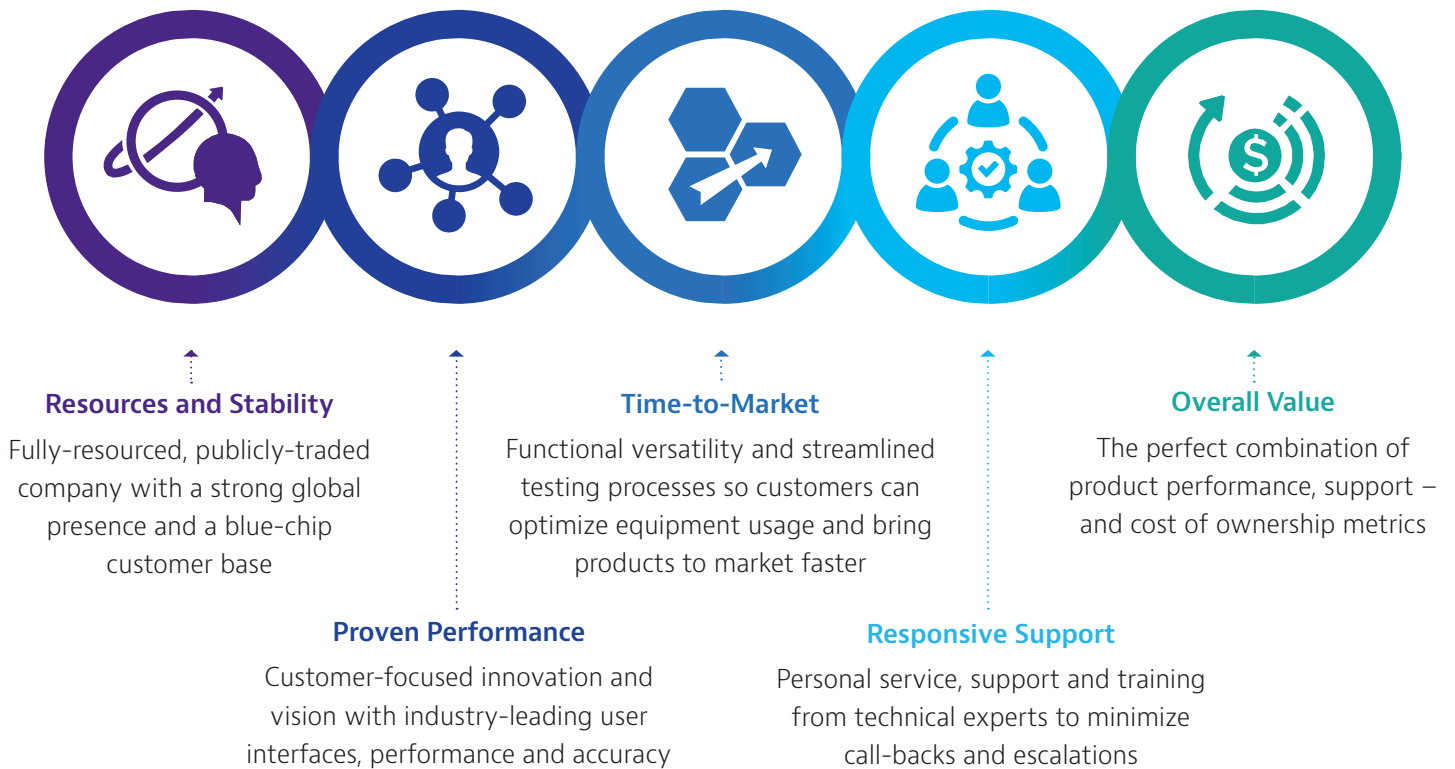 Resources and Stability
Fully-resourced, publicly-traded
company with a strong global
presence and a blue-chip
customer base
Proven Performance
Customer-focused innovation and
vision with industry-leading user
interfaces, performance and accuracy
Time-to-Market
Functional versatility and streamlined
testing processes so customers can
optimize equipment usage and bring
products to market faster
Responsive Support
Personal service, support and training
from technical experts to minimize
call-backs and escalations
$
Overall Value
The perfect combination of
product performance, support –
and cost of ownership metrics